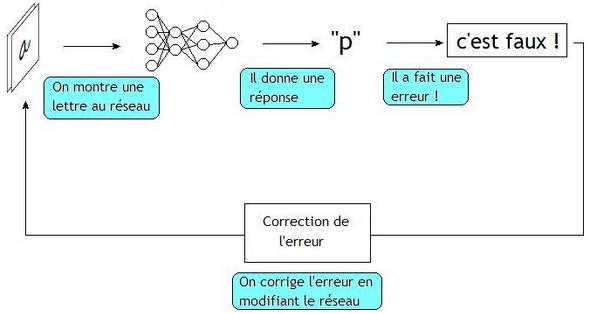 a
"p"
c'est faux !
On montre une
lettre au réseau
Il donne une
réponse
Il a fait une
erreur !
Correction de
l'erreur
On corrige l'erreur en
modifiant le réseau